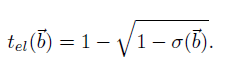 $t_{el}(\vec{b}) = 1 - \sqrt{1 - \sigma(\vec{b})}.$